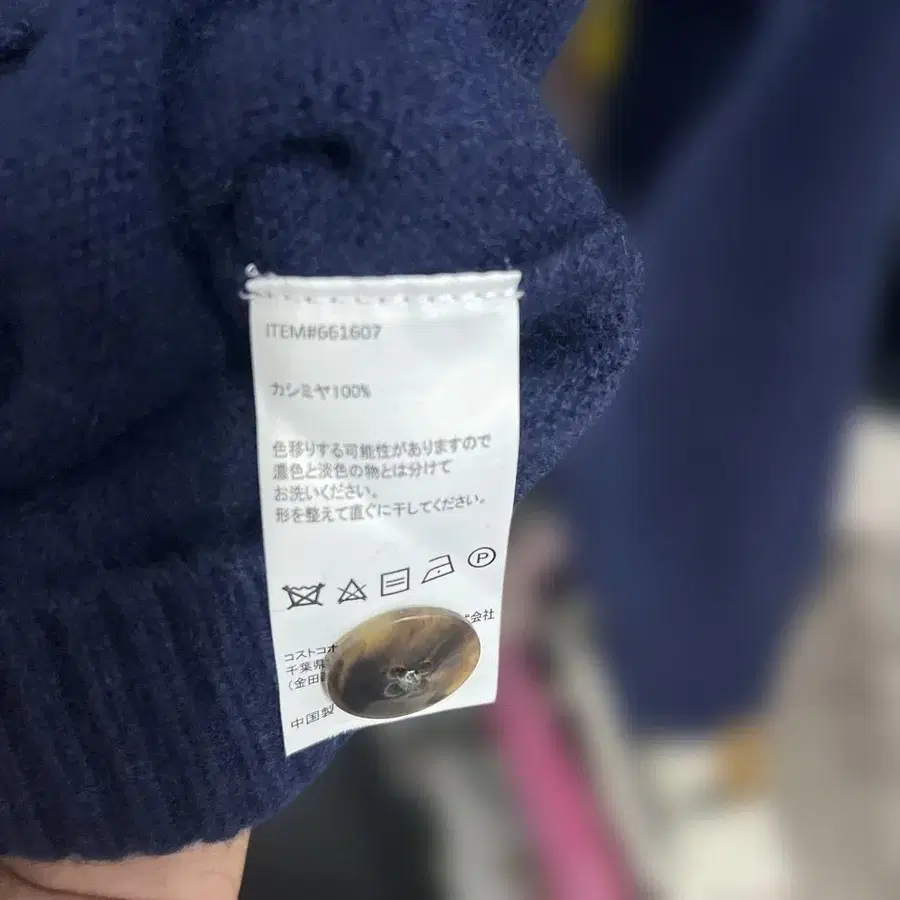 ITEM#661607
カシミヤ100%
色移りする可能性がありますので
濃色と淡色の物とは分けて
お洗いください。
形を整えて直ぐに干してください。
P
コストコホ 会社
千葉県
(金田
中国製